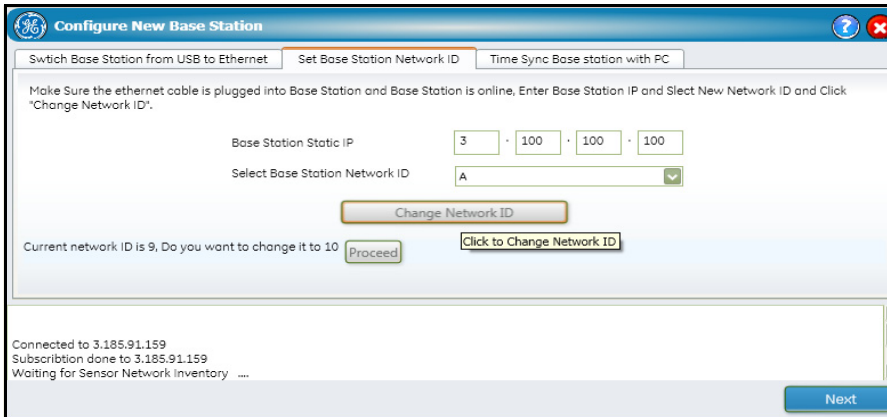 Configure New Base Station
Swtich Base Station from USB to Ethernet
Set Base Station Network ID
Time Sync Base station with PC
Make Sure the ethernet cable is plugged into Base Station and Base Station is online, Enter Base Station IP and Slect New Network ID and Click
"Change Network ID".
Base Station Static IP 3 . 100 . 100 . 100
Select Base Station Network ID A
Change Network ID
Click to Change Network ID
Current network ID is 9, Do you want to change it to 10 Proceed
Connected to 3.185.91.159
Subscribtion done to 3.185.91.159
Waiting for Sensor Network Inventory ....
Next